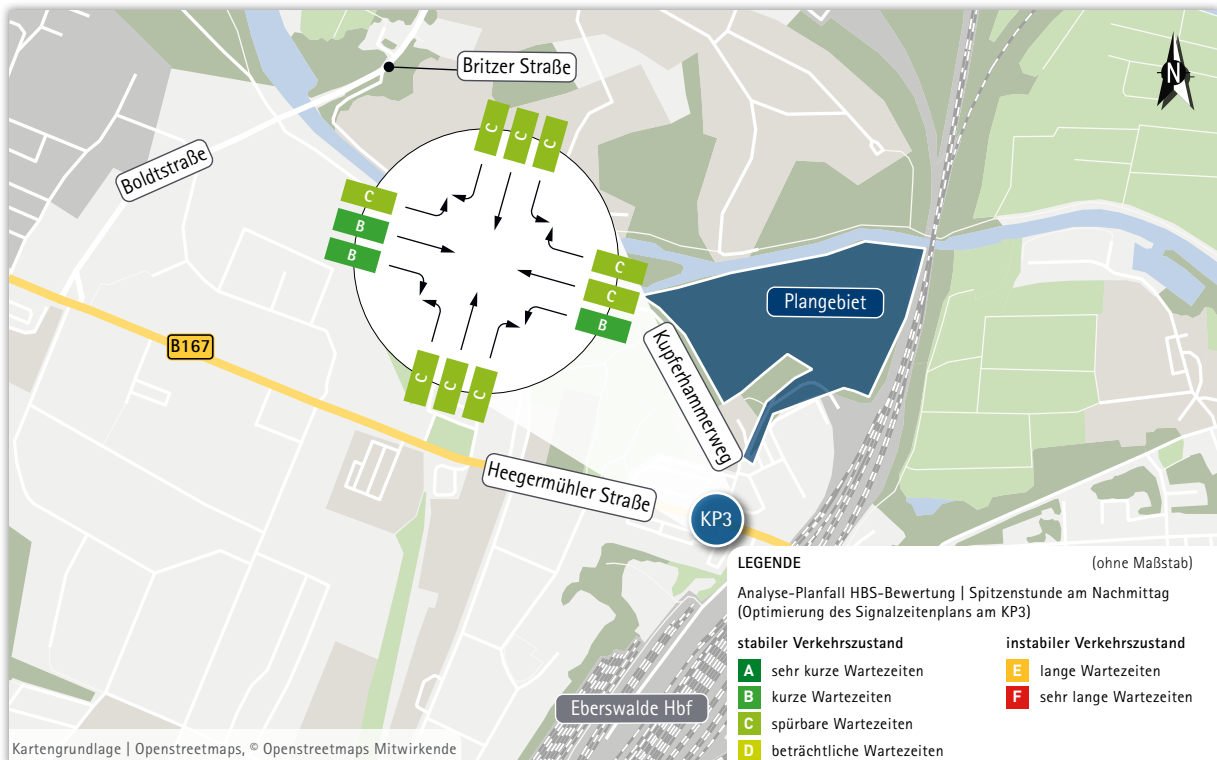 Britzer Straße
N
Boldtstraße
C C C
C
B
B
C
C
B
C C C
Plangebiet
Kupferhammerweg
B167
Heegermühler Straße
KP3
Eberswalde Hbf
LEGENDE (ohne Maßstab)
Analyse-Planfall HBS-Bewertung | Spitzenstunde am Nachmittag
(Optimierung des Signalzeitenplans am KP3)
stabiler Verkehrszustand
A sehr kurze Wartezeiten
B kurze Wartezeiten
C spürbare Wartezeiten
D beträchtliche Wartezeiten
instabiler Verkehrszustand
E lange Wartezeiten
F sehr lange Wartezeiten
Kartengrundlage | Openstreetmaps, © Openstreetmaps Mitwirkende